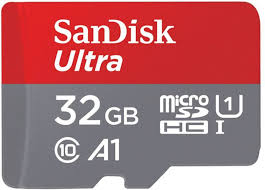 SanDisk
Ultra
32GB
micro
SD
HC I
U1
10 A1